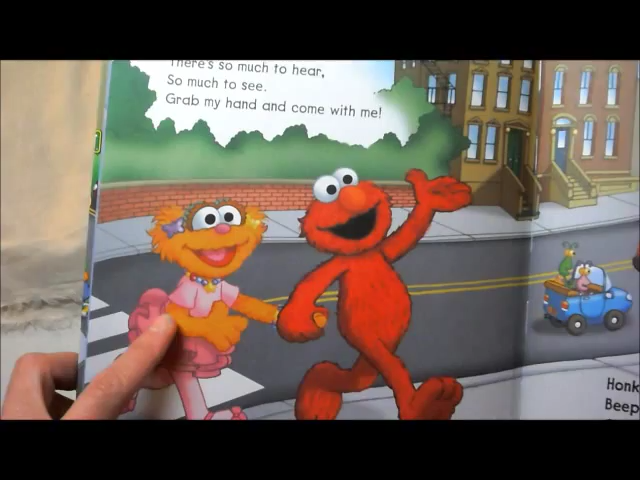 There's so much to hear,
So much to see.
Grab my hand and come with me!
Honk
Beep